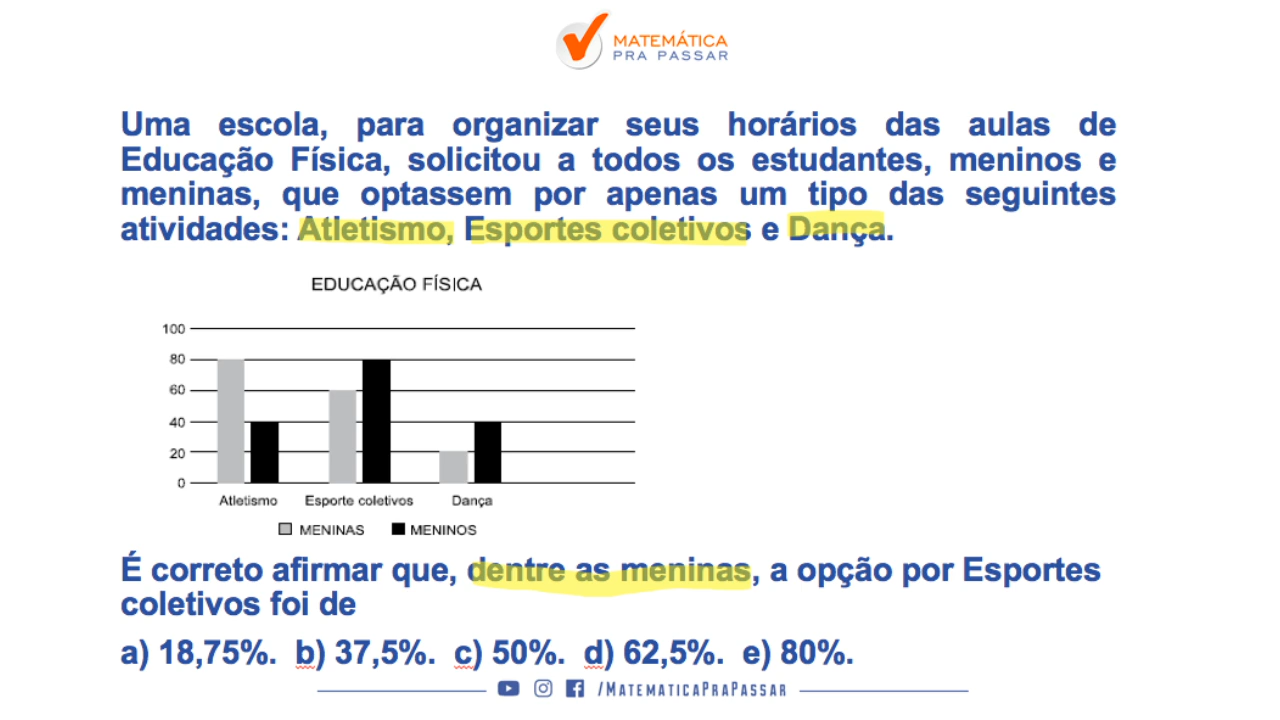 MATEMÁTICA
PRA PASSAR
Uma escola, para organizar seus horários das aulas de
Educação Física, solicitou a todos os estudantes, meninos e
meninas, que optassem por apenas um tipo das seguintes
atividades: Atletismo, Esportes coletivos e Dança.
EDUCAÇÃO FÍSICA
100
80
60
40
20
0
Atletismo Esporte coletivos Dança
MENINAS MENINOS
É correto afirmar que, dentre as meninas, a opção por Esportes
coletivos foi de
a) 18,75%. b) 37,5%. c) 50%. d) 62,5%. e) 80%.
/MATEMATICAPRAPASSAR